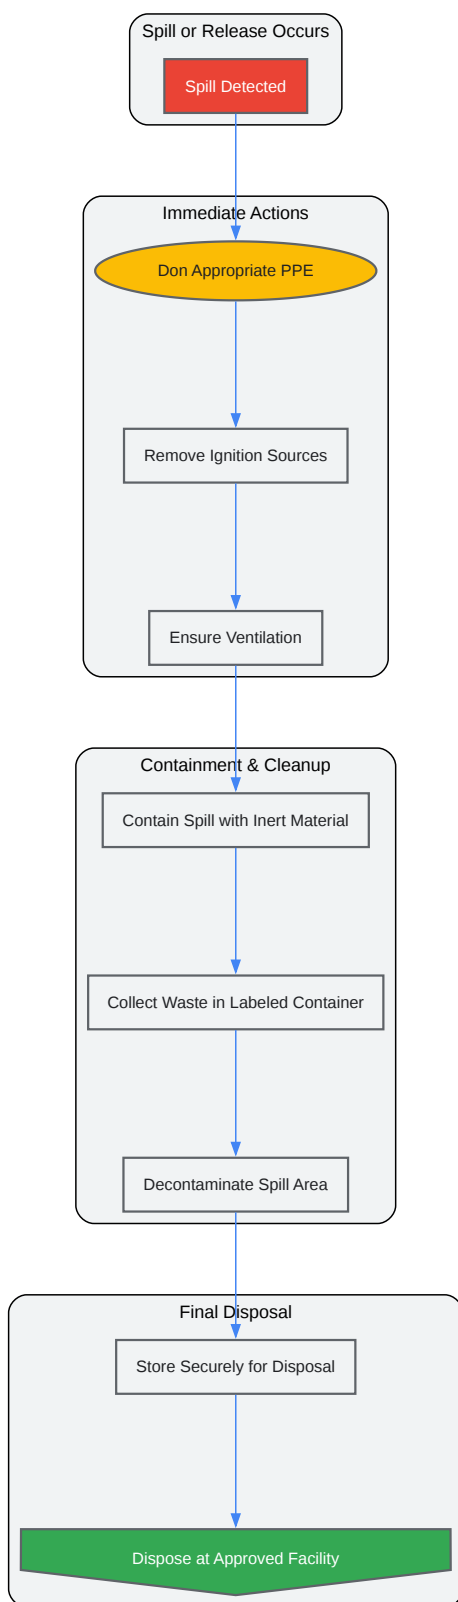 Spill or Release Occurs
Spill Detected
Immediate Actions
Don Appropriate PPE
Remove Ignition Sources
Ensure Ventilation
Containment & Cleanup
Contain Spill with Inert Material
Collect Waste in Labeled Container
Decontaminate Spill Area
Final Disposal
Store Securely for Disposal
Dispose at Approved Facility